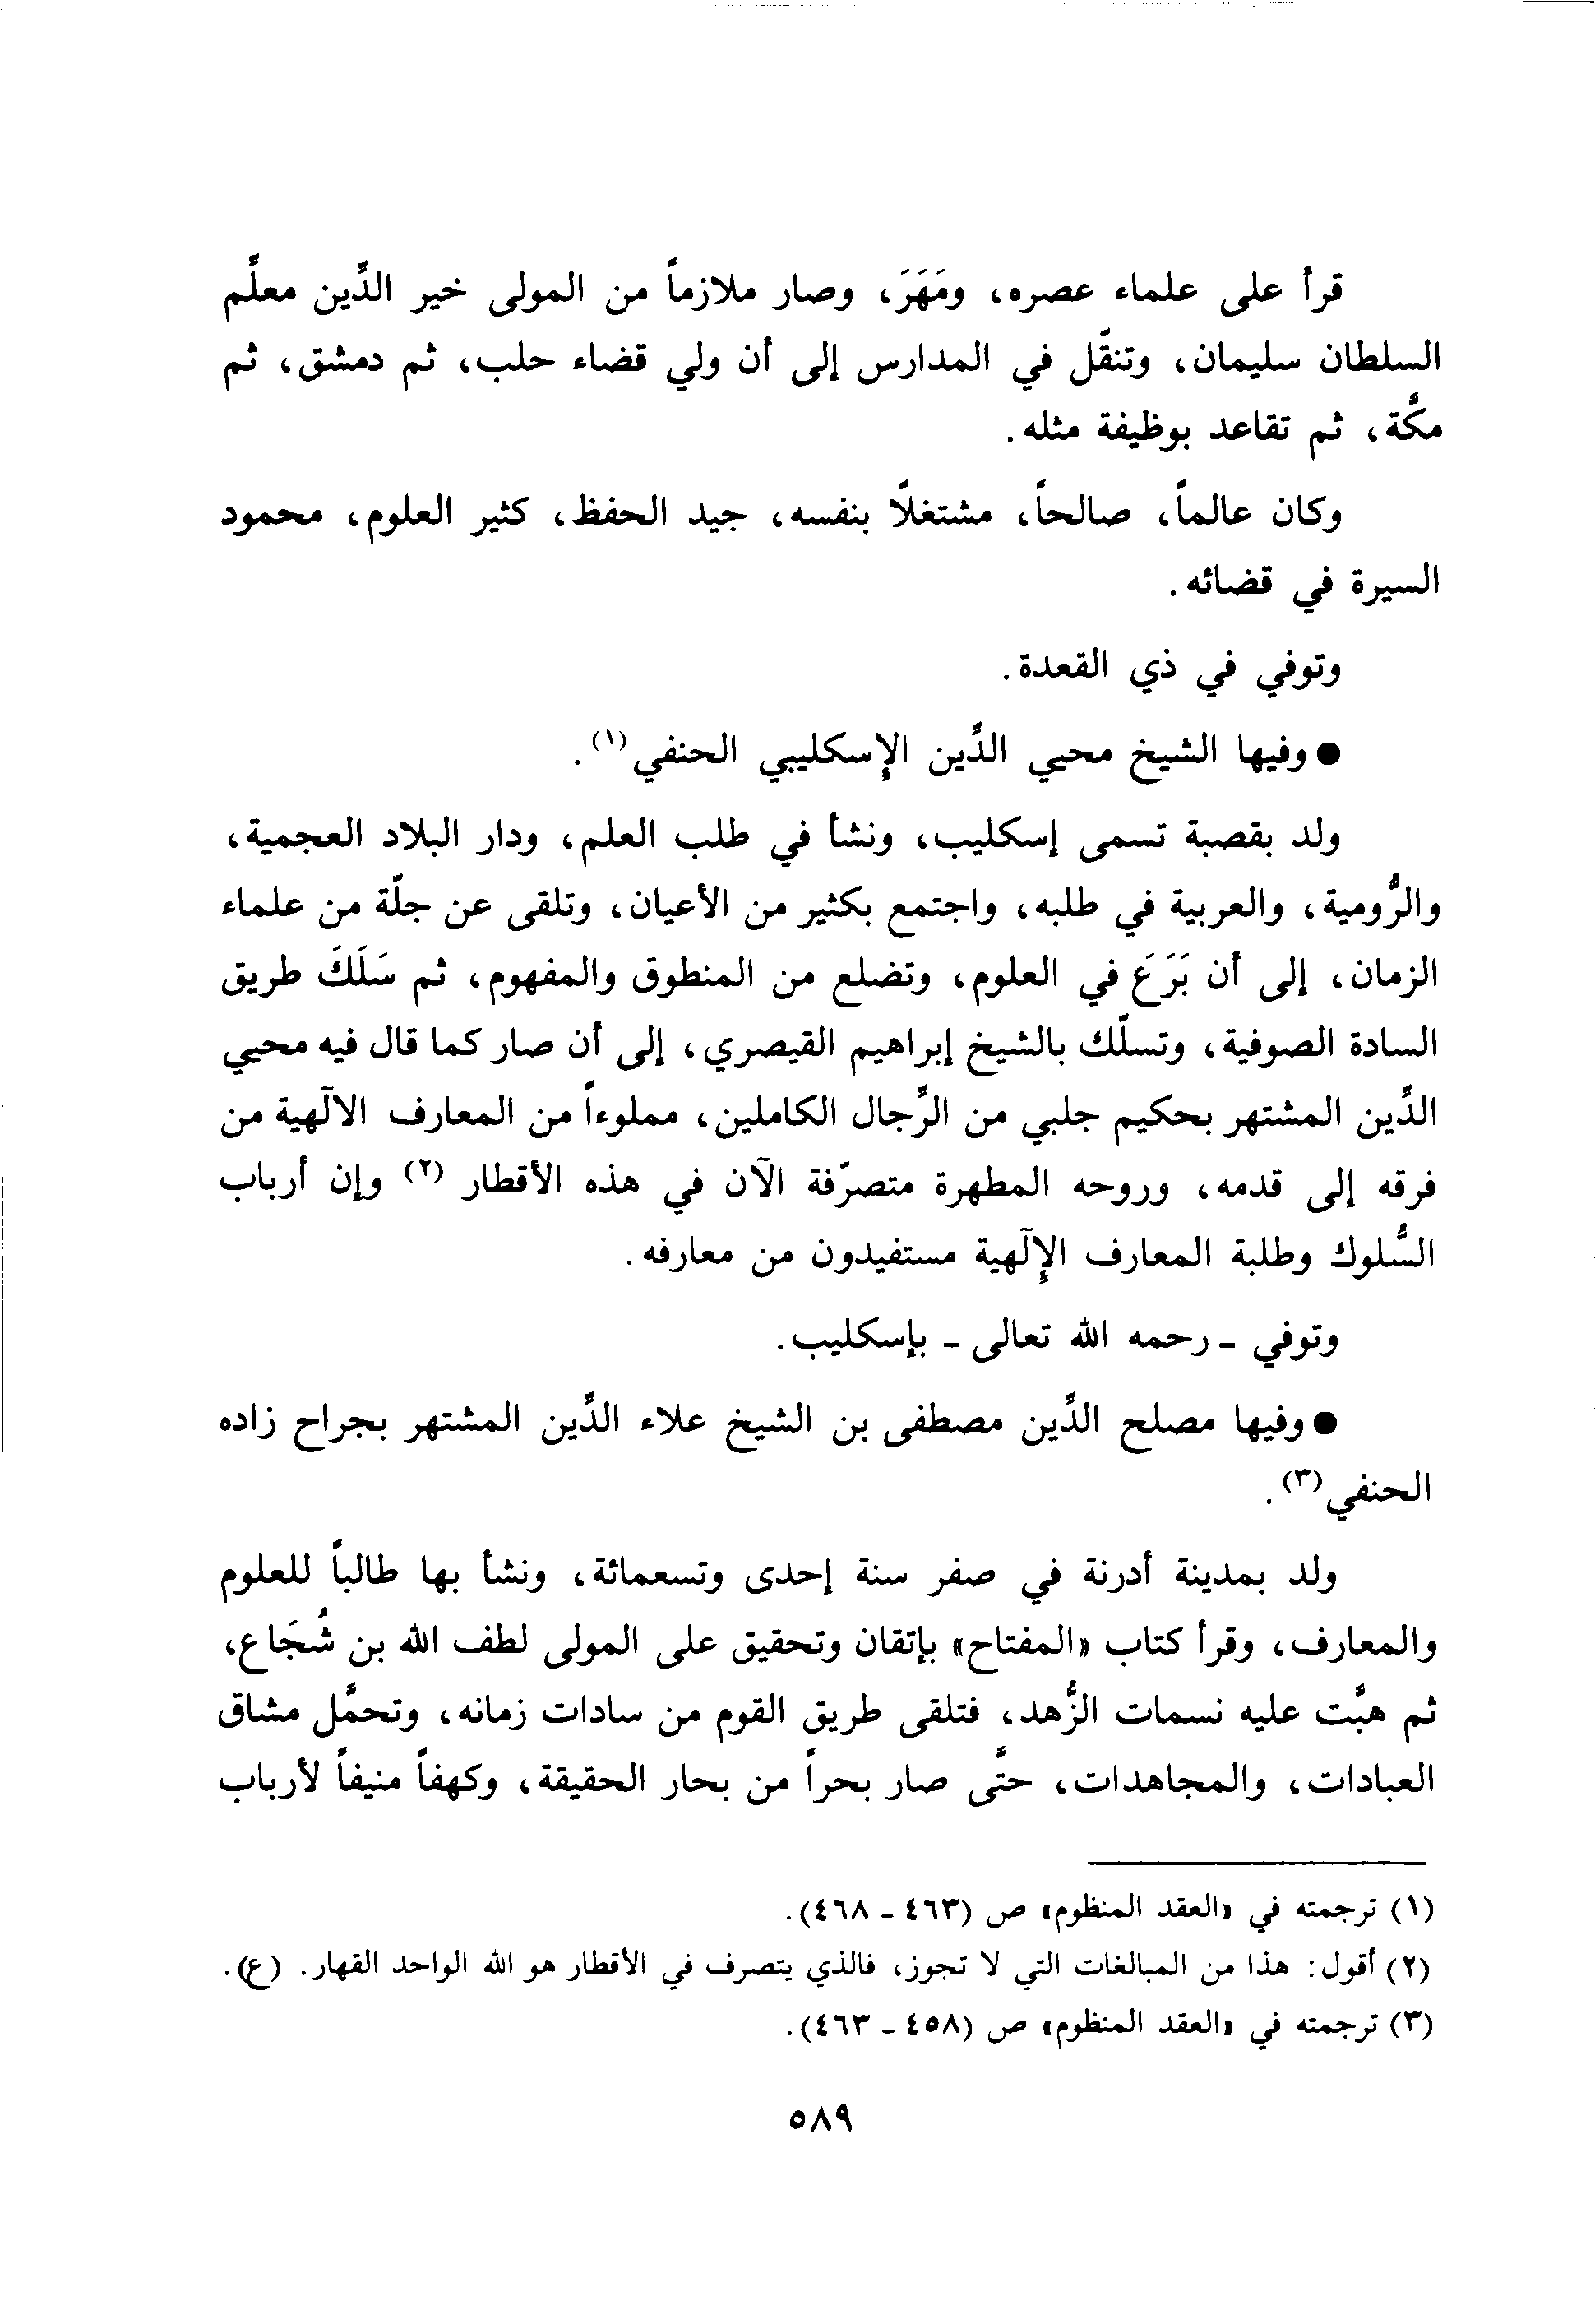 قرأ على علماء عصره، ومَهَرَ، وصار ملازماً من المولى خير الدِّين معلِّم
السلطان سليمان، وتنقّل في المدارس إلى أن ولي قضاء حلب، ثم دمشق، ثم
مكَّة، ثم تقاعد بوظيفة مثله.
وكان عالماً، صالحاً، مشتغلاً بنفسه، جيد الحفظ، كثير العلوم، محمود
السيرة في قضائه.
وتوفي في ذي القعدة.
● وفيها الشيخ محيي الدِّين الإسكليبي الحنفي (١).
ولد بقصبة تسمى إسكليب، ونشأ في طلب العلم، ودار البلاد العجمية،
والرُّومية، والعربية في طلبه، واجتمع بكثير من الأعيان، وتلقى عن جلّة من علماء
الزمان، إلى أن بَرَعَ في العلوم، وتضلع من المنطوق والمفهوم، ثم سَلَكَ طريق
السادة الصوفية، وتسلّك بالشيخ إبراهيم القيصري، إلى أن صار كما قال فيه محيي
الدِّين المشتهر بحكيم جلبي من الرِّجال الكاملين، مملوءاً من المعارف الآلهية من
فرقه إلى قدمه، وروحه المطهرة متصرّفة الآن في هذه الأقطار (٢) وإن أرباب
السُّلوك وطلبة المعارف الإلٓهية مستفيدون من معارفه.
وتوفي ـ رحمه الله تعالى ـ بإسكليب.
● وفيها مصلح الدِّين مصطفى بن الشيخ علاء الدِّين المشتهر بجراح زاده
الحنفي (٣).
ولد بمدينة أدرنة في صفر سنة إحدى وتسعمائة، ونشأ بها طالباً للعلوم
والمعارف، وقرأ كتاب «المفتاح» بإتقان وتحقيق على المولى لطف الله بن شُجَاع،
ثم هبَّت عليه نسمات الزُّهد، فتلقى طريق القوم من سادات زمانه، وتحمَّل مشاق
العبادات، والمجاهدات، حتَّى صار بحراً من بحار الحقيقة، وكهفاً منيفاً لأرباب
(١) ترجمته في «العقد المنظوم» ص (٤٦٣ ـ ٤٦٨).
(٢) أقول: هذا من المبالغات التي لا تجوز، فالذي يتصرف في الأقطار هو الله الواحد القهار. (ع).
(٣) ترجمته في «العقد المنظوم» ص (٤٥٨ ـ ٤٦٣).
٥٨٩